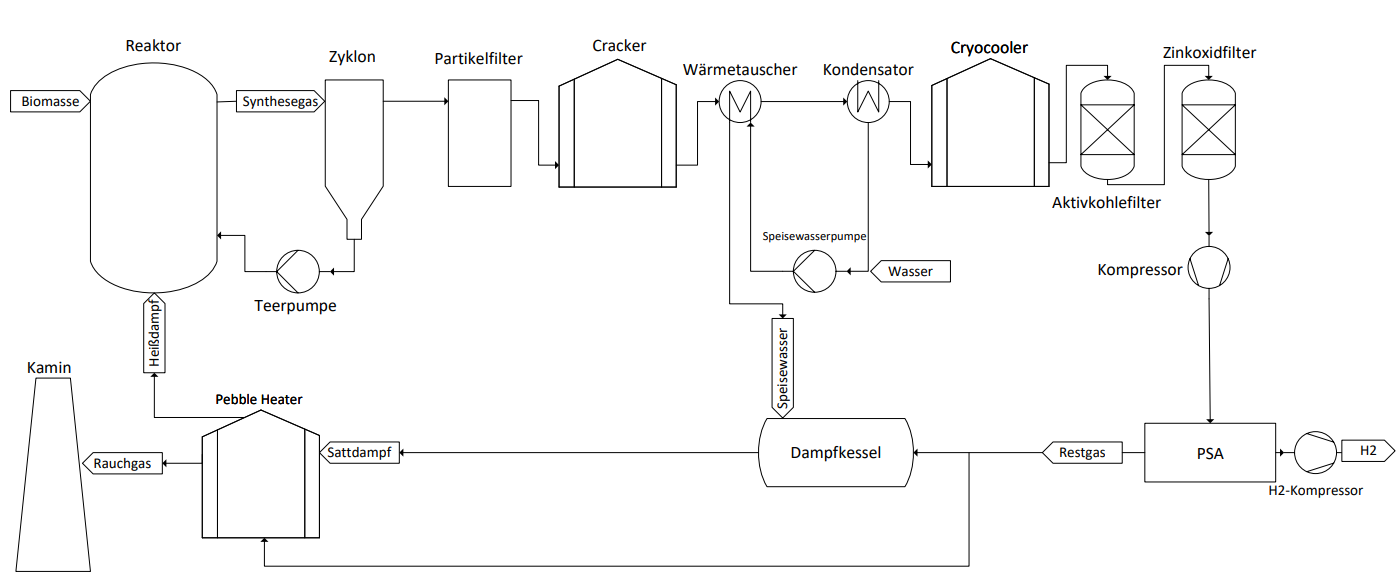 Reaktor
Zyklon
Partikelfilter
Cracker
Wärmetauscher
Kondensator
Cryocooler
Zinkoxidfilter
Biomasse
Synthesegas
Aktivkohlefilter
Speisewasserpumpe
Wasser
Teerpumpe
Kompressor
Heißdampf
Speisewasser
Kamin
Pebble Heater
Rauchgas
Sattdampf
Dampfkessel
Restgas
PSA
H2
H2-Kompressor